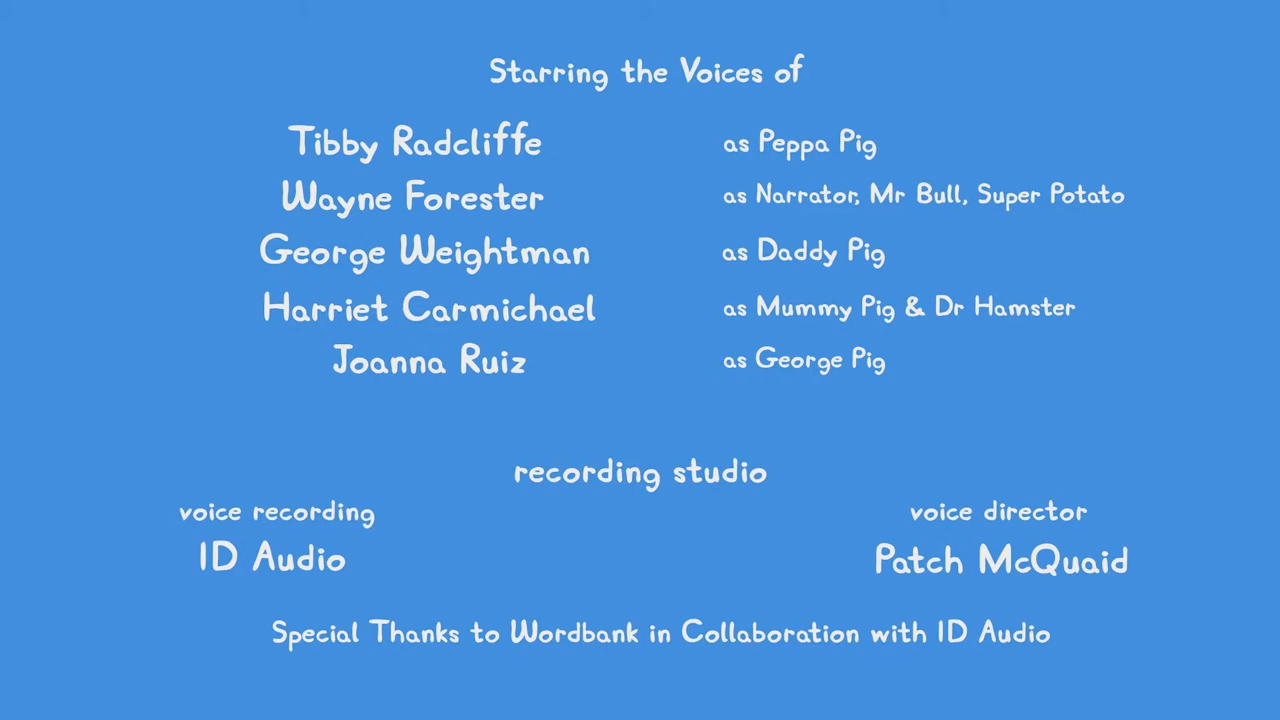 Starring the Voices of
Tibby Radcliffe as Peppa Pig
Wayne Forester as Narrator, Mr Bull, Super Potato
George Weightman as Daddy Pig
Harriet Carmichael as Mummy Pig & Dr Hamster
Joanna Ruiz as George Pig
recording studio
voice recording voice director
ID Audio Patch McQuaid
Special Thanks to Wordbank in Collaboration with ID Audio